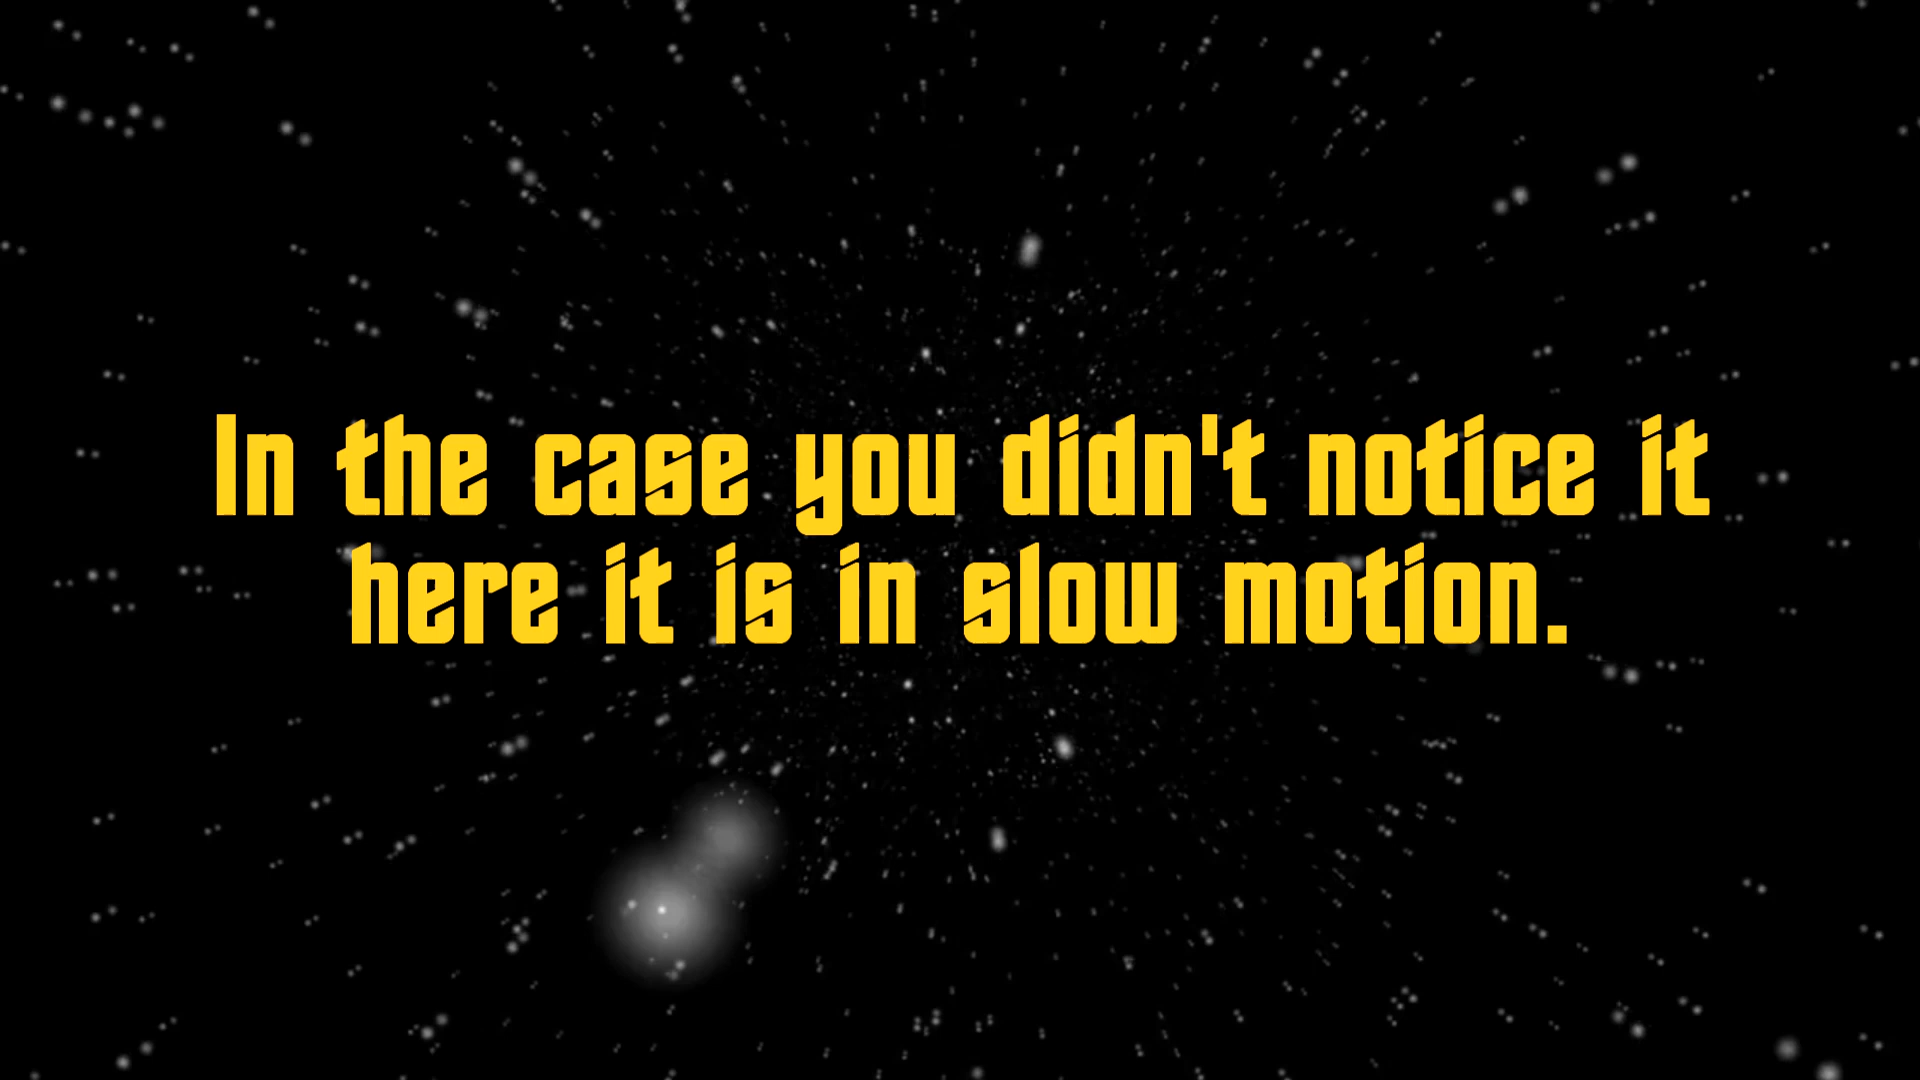 In the case you didn't notice it
here it is in slow motion.